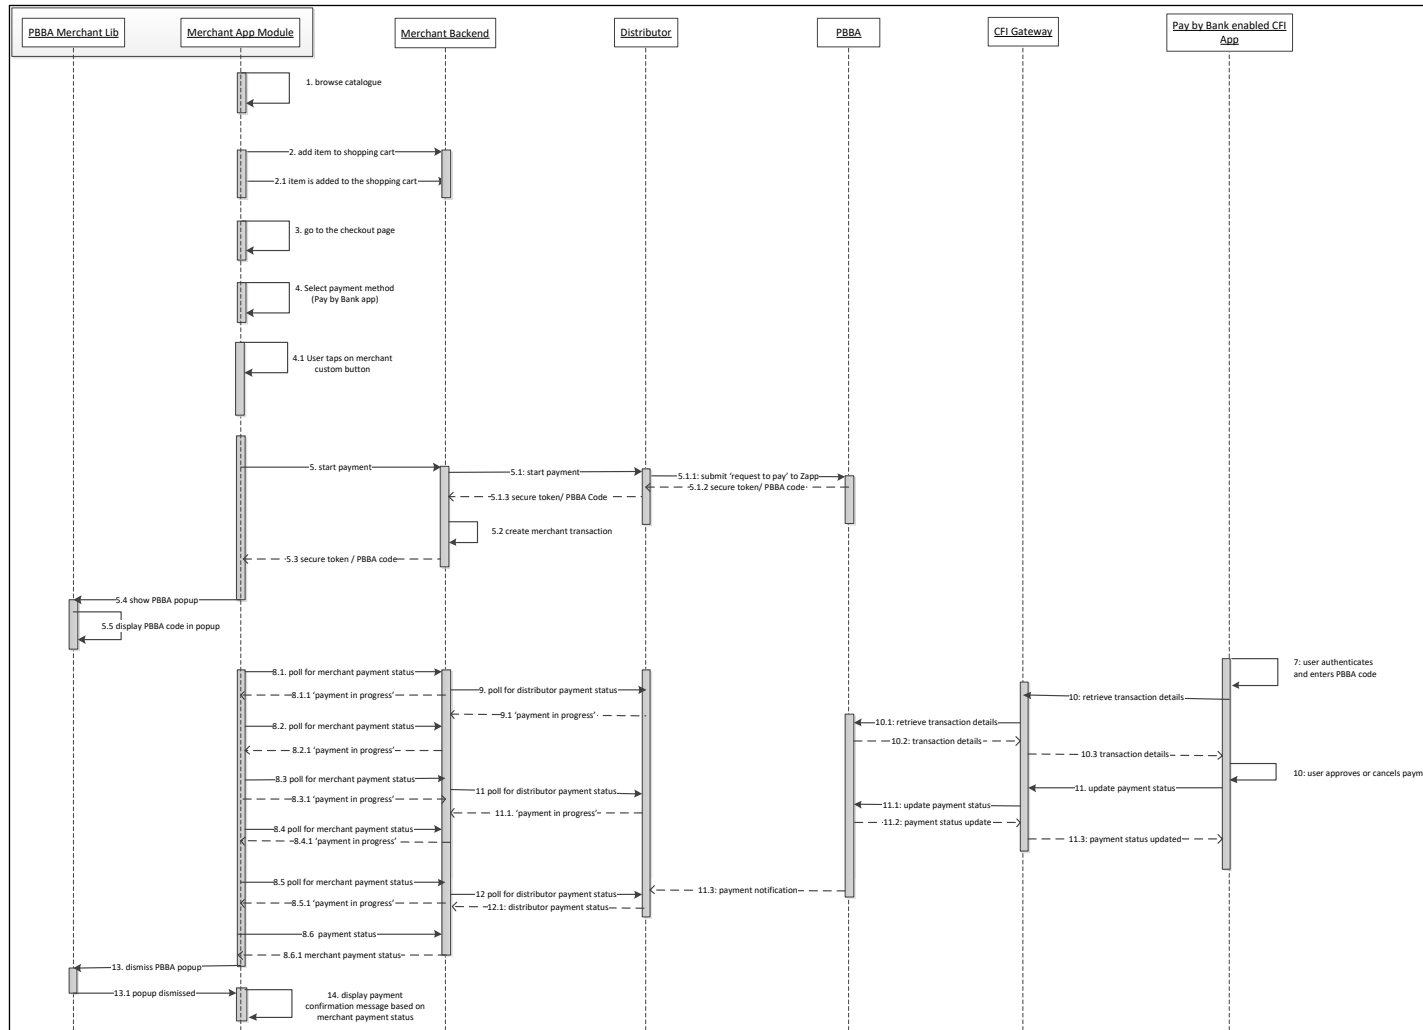 PBBA Merchant Lib
Merchant App Module
Merchant Backend
Distributor
PBBA
CFI Gateway
Pay by Bank enabled CFI
App
1. browse catalogue
2. add item to shopping cart
2.1 item is added to the shopping cart
3. go to the checkout page
4. Select payment method
(Pay by Bank app)
4.1 User taps on merchant
custom button
5. start payment
5.1: start payment
5.1.1: submit ‘request to pay’ to Zapp
5.1.2 secure token/ PBBA code
5.1.3 secure token/ PBBA Code
5.2 create merchant transaction
5.3 secure token / PBBA code
5.4 show PBBA popup
5.5 display PBBA code in popup
7: user authenticates
and enters PBBA code
8.1. poll for merchant payment status
9. poll for distributor payment status
10: retrieve transaction details
8.1.1 ‘payment in progress’
9.1 ‘payment in progress’
10.1: retrieve transaction details
8.2. poll for merchant payment status
10.2: transaction details
8.2.1 ‘payment in progress’
10.3 transaction details
10: user approves or cancels paym
8.3 poll for merchant payment status
11 poll for distributor payment status
11. update payment status
8.3.1 ‘payment in progress’
11.1. ‘payment in progress’
11.1: update payment status
8.4 poll for merchant payment status
11.2: payment status update
8.4.1 ‘payment in progress’
11.3: payment status updated
8.5 poll for merchant payment status
12 poll for distributor payment status
11.3: payment notification
8.5.1 ‘payment in progress’
12.1: distributor payment status
8.6 payment status
8.6.1 merchant payment status
13. dismiss PBBA popup
13.1 popup dismissed
14. display payment
confirmation message based on
merchant payment status